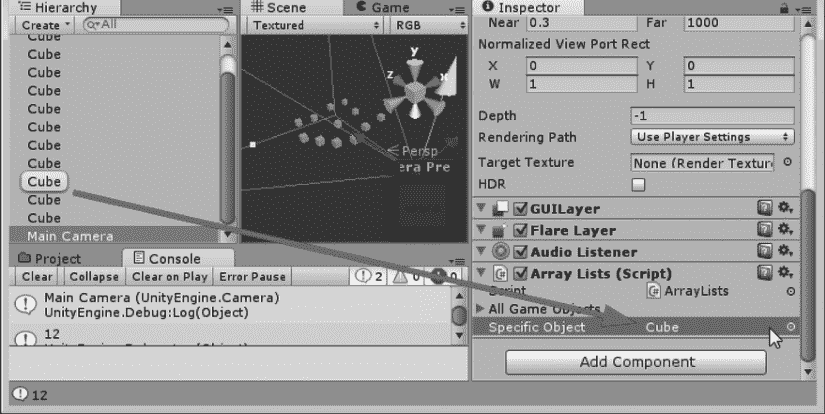 Hierarchy
Create
All
Cube
Cube
Cube
Cube
Cube
Cube
Cube
Cube
Cube
Cube
Cube
Main Camera
Scene
Game
Textured
RGB
y
z
x
Persp
era Pre
Project
Console
Clear
Collapse
Clear on Play
Error Pause
2
0
0
Main Camera (UnityEngine.Camera)
UnityEngine.Debug:Log(Object)
12
12
Inspector
Near 0.3 Far 1000
Normalized View Port Rect
X 0 Y 0
W 1 H 1
Depth -1
Rendering Path Use Player Settings
Target Texture None (Render Textur
HDR
GUILayer
Flare Layer
Audio Listener
Array Lists (Script)
Script ArrayLists
All Game Objects
Specific Object Cube
Add Component